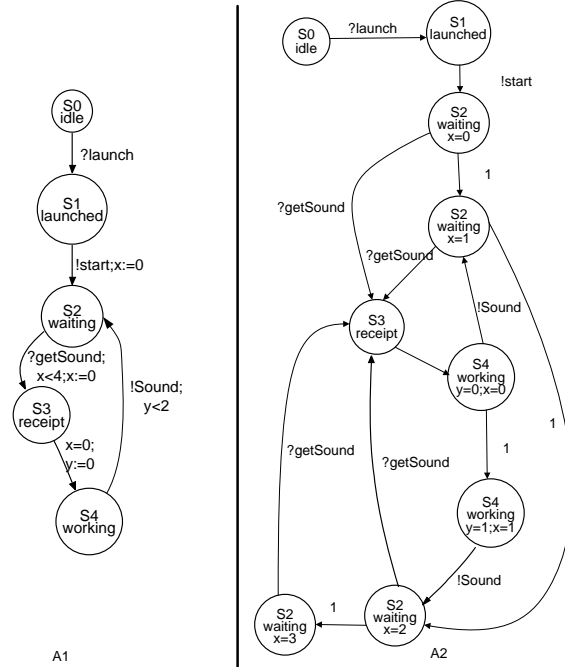 S0
idle
?launch
S1
launched
!start;x:=0
S2
waiting
?getSound;
x<4;x:=0
!Sound;
y<2
S3
receipt
x=0;
y:=0
S4
working
A1
S0
idle
?launch
S1
launched
!start
S2
waiting
x=0
1
?getSound
S2
waiting
x=1
?getSound
!Sound
S3
receipt
S4
working
y=0;x=0
1
1
?getSound
?getSound
S4
working
y=1;x=1
!Sound
S2
waiting
x=2
1
S2
waiting
x=3
A2